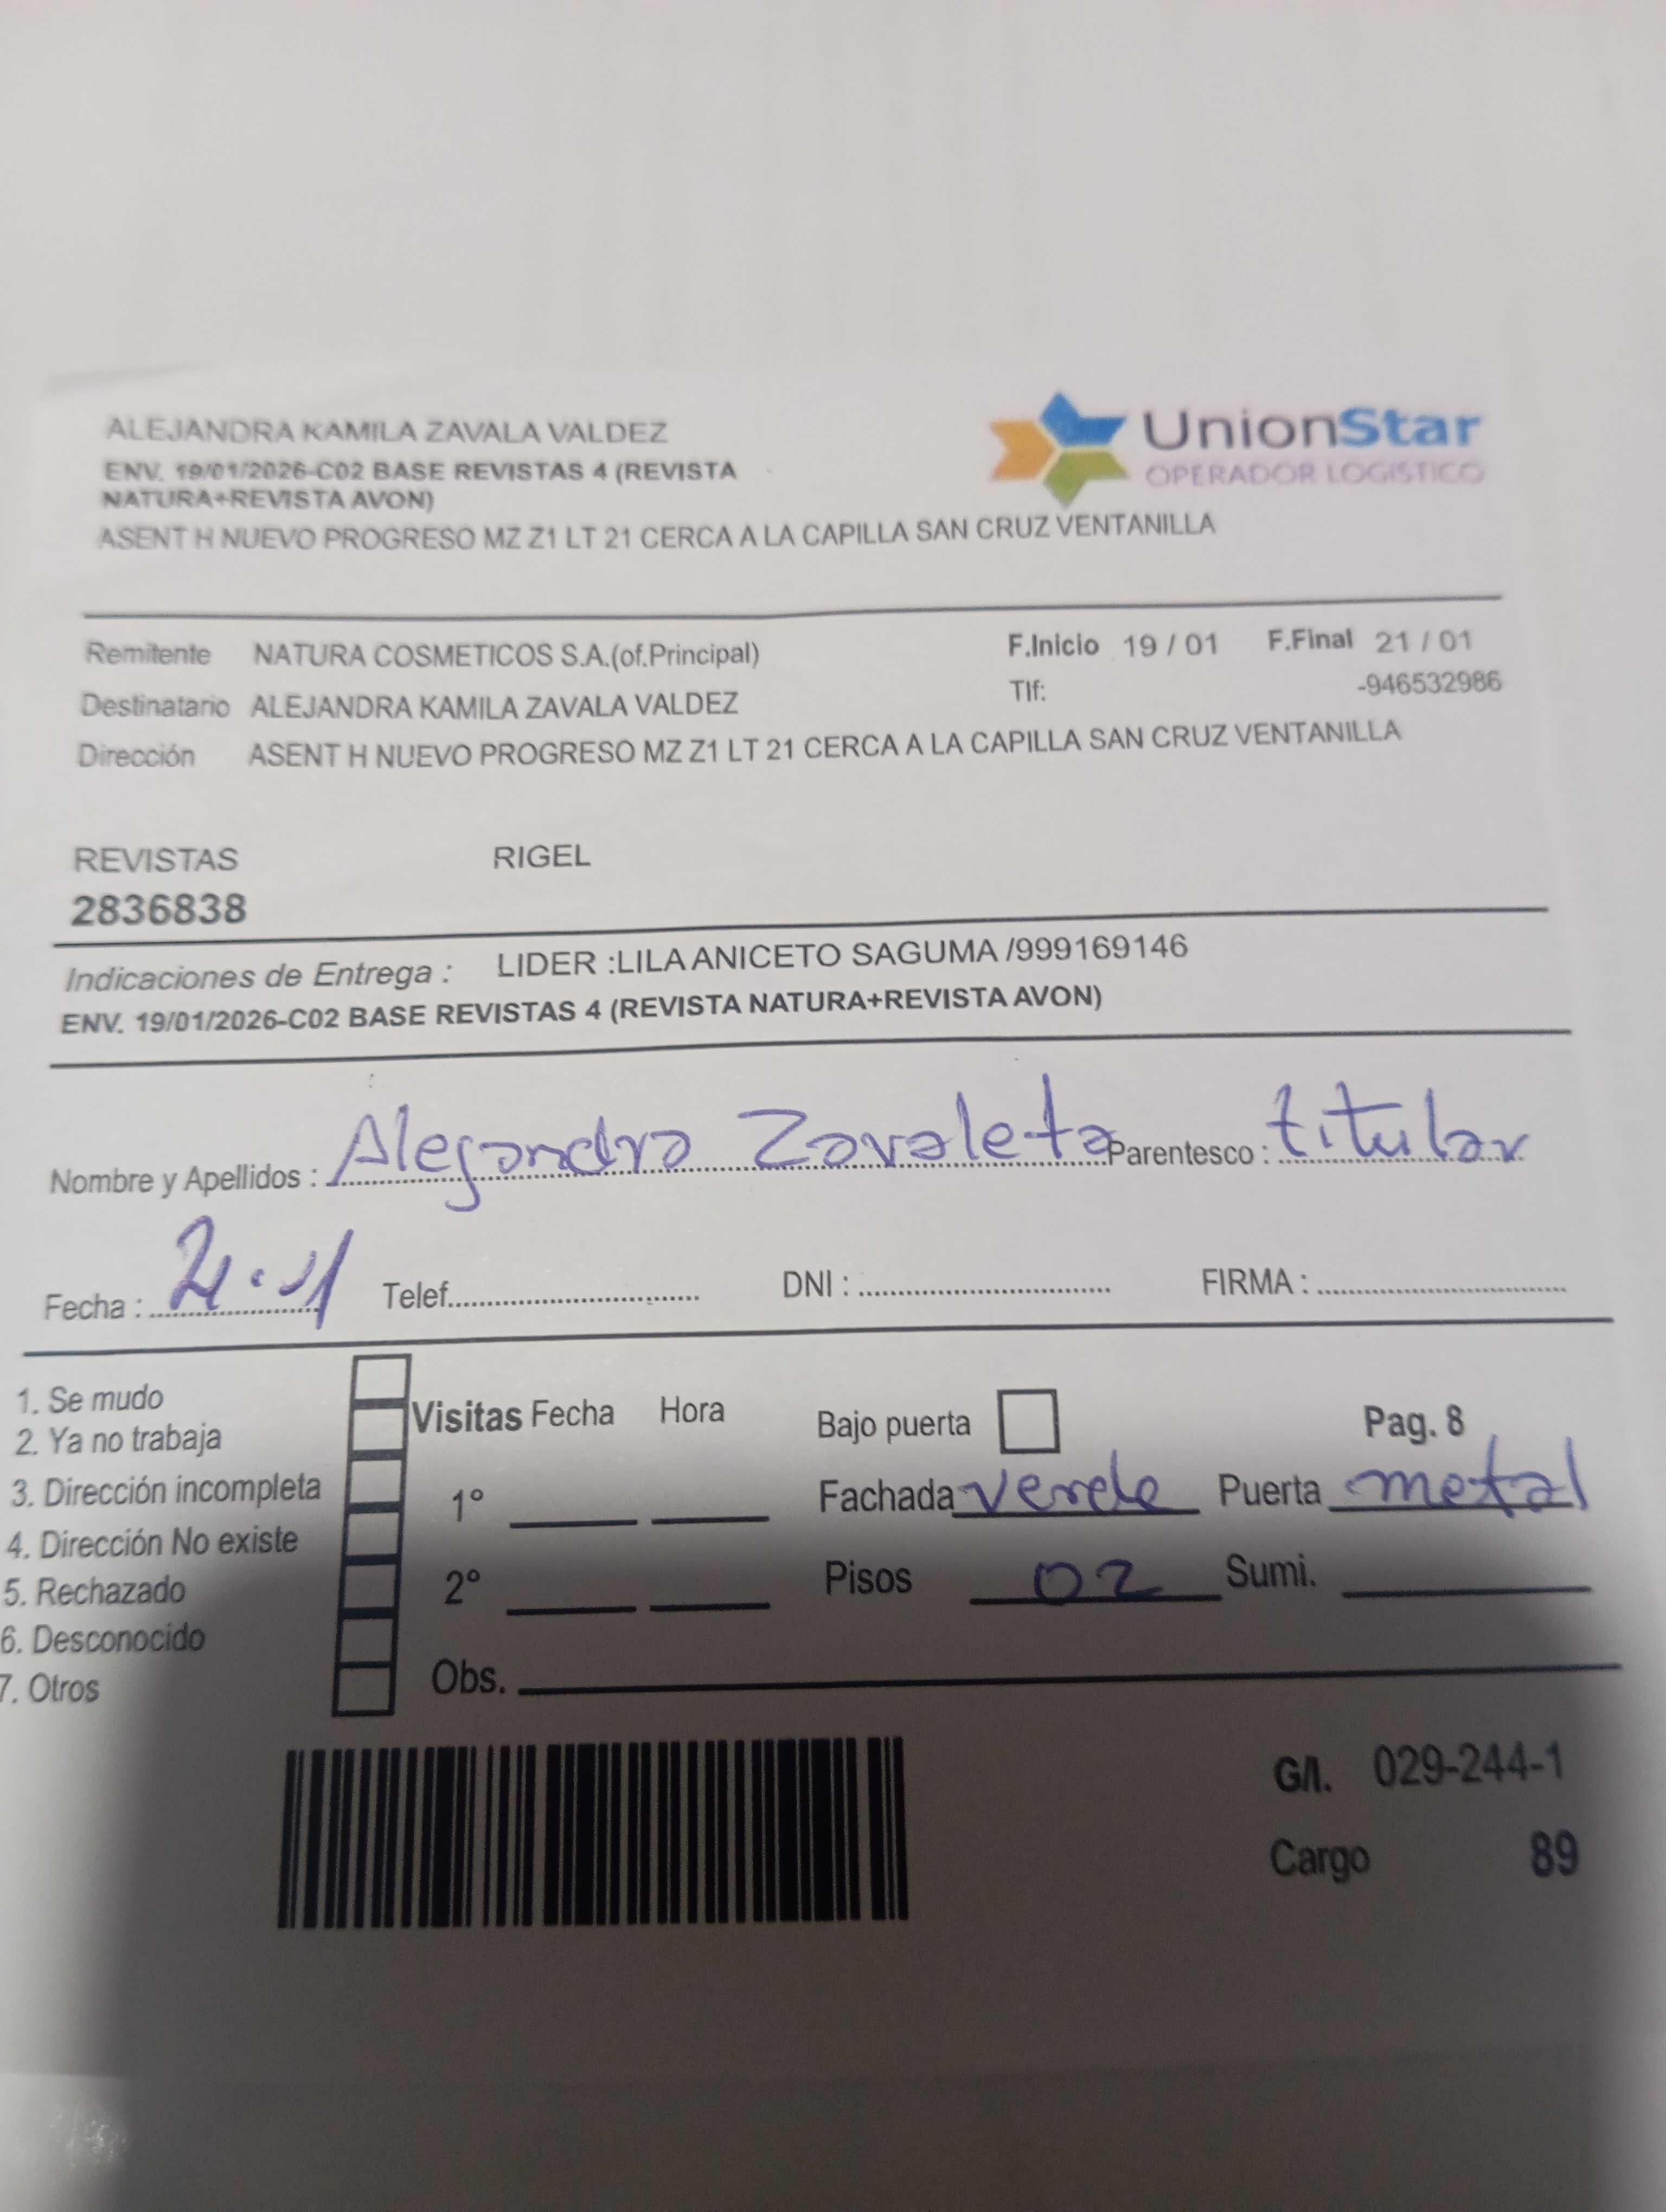 ALEJANDRA KAMILA ZAVALA VALDEZ
ENV. 19/01/2026-C02 BASE REVISTAS 4 (REVISTA
NATURA+REVISTA AVON)
ASENT H NUEVO PROGRESO MZ Z1 LT 21 CERCA A LA CAPILLA SAN CRUZ VENTANILLA
UnionStar
OPERADOR LOGISTICO
Remitente NATURA COSMETICOS S.A.(of.Principal) F.Inicio 19 / 01 F.Final 21 / 01
Destinatario ALEJANDRA KAMILA ZAVALA VALDEZ Tlf: -946532986
Dirección ASENT H NUEVO PROGRESO MZ Z1 LT 21 CERCA A LA CAPILLA SAN CRUZ VENTANILLA
REVISTAS RIGEL
2836838
Indicaciones de Entrega : LIDER :LILA ANICETO SAGUMA /999169146
ENV. 19/01/2026-C02 BASE REVISTAS 4 (REVISTA NATURA+REVISTA AVON)
Nombre y Apellidos : Alejandra Zavaleta Parentesco : titular
Fecha : Telef. DNI : FIRMA :
1. Se mudo
2. Ya no trabaja
3. Dirección incompleta
4. Dirección No existe
5. Rechazado
6. Desconocido
7. Otros
Visitas Fecha Hora
1°
2°
Obs.
Bajo puerta Pag. 8
Fachada verde Puerta metal
Pisos 02 Sumi.
G/I. 029-244-1
Cargo 89